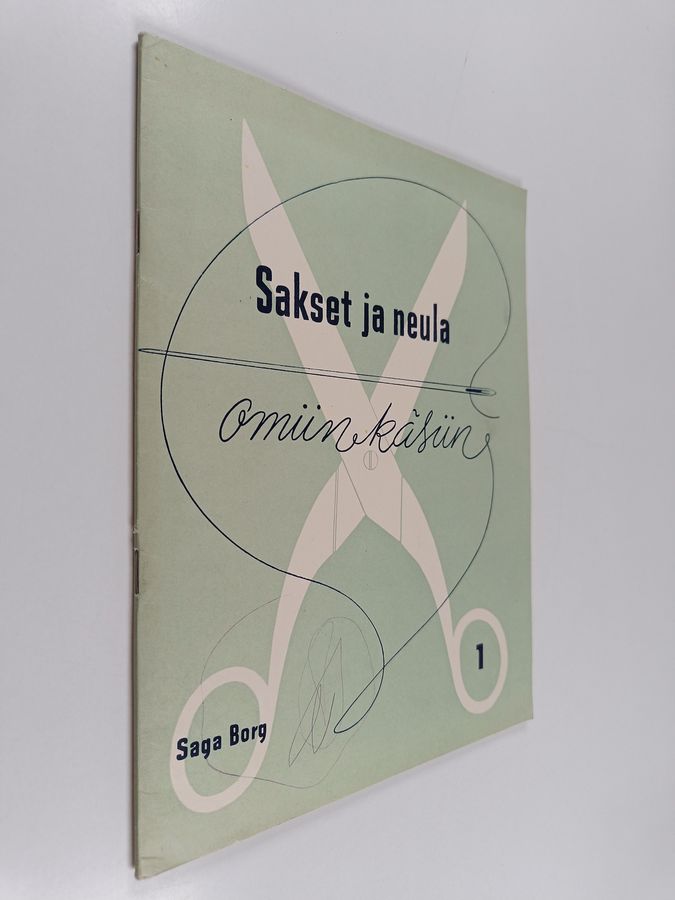 Sakset ja neula
omiin käsiin
1
Saga Borg